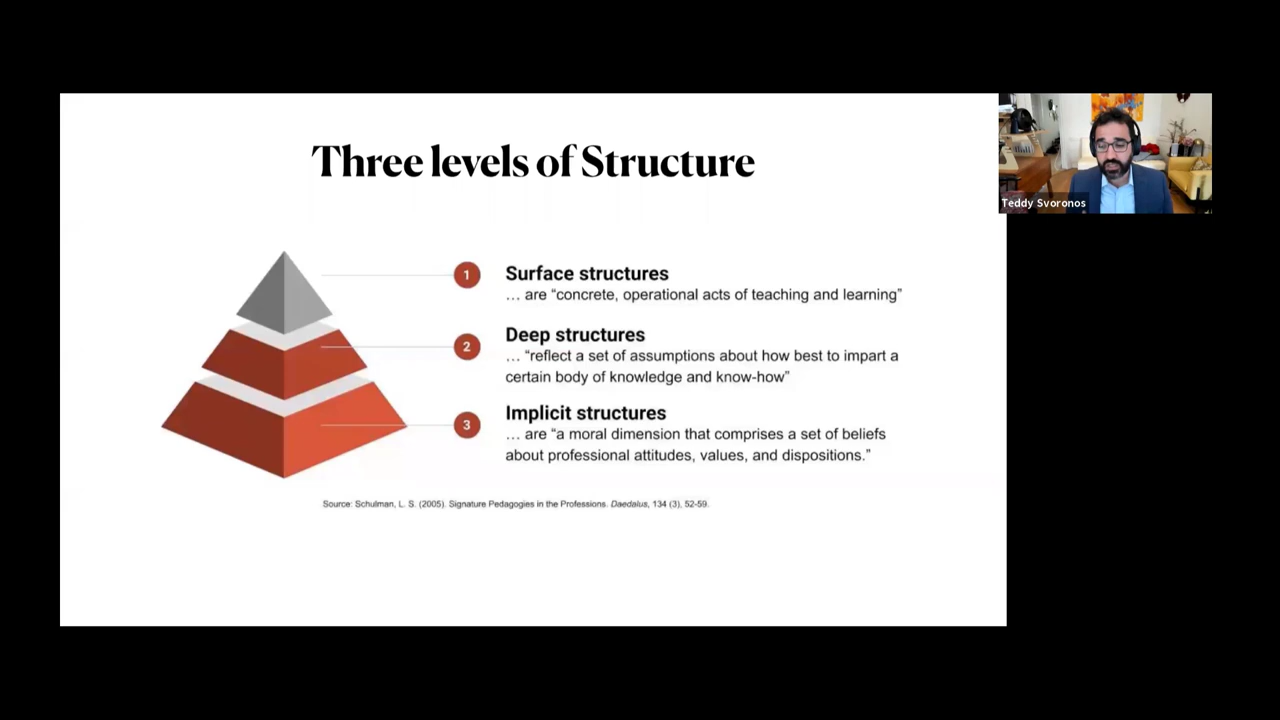 Three levels of Structure
Teddy Svoronos
1
Surface structures
… are “concrete, operational acts of teaching and learning”
2
Deep structures
… “reflect a set of assumptions about how best to impart a
certain body of knowledge and know-how”
3
Implicit structures
… are “a moral dimension that comprises a set of beliefs
about professional attitudes, values, and dispositions.”
Source: Schulman, L. S. (2005). Signature Pedagogies in the Professions. Daedalus, 134 (3), 52-59.